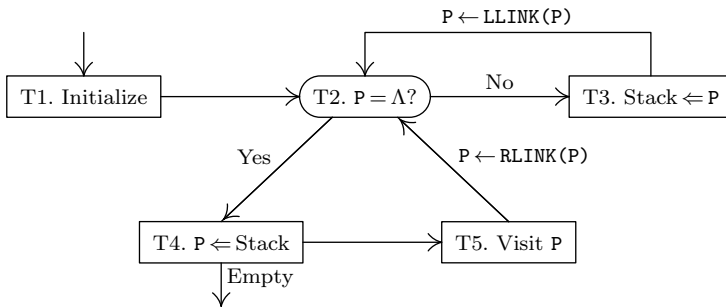 P ← LLINK(P)
T1. Initialize
T2. P = Λ?
No
T3. Stack ⇐ P
Yes
P ← RLINK(P)
T4. P ⇐ Stack
T5. Visit P
Empty